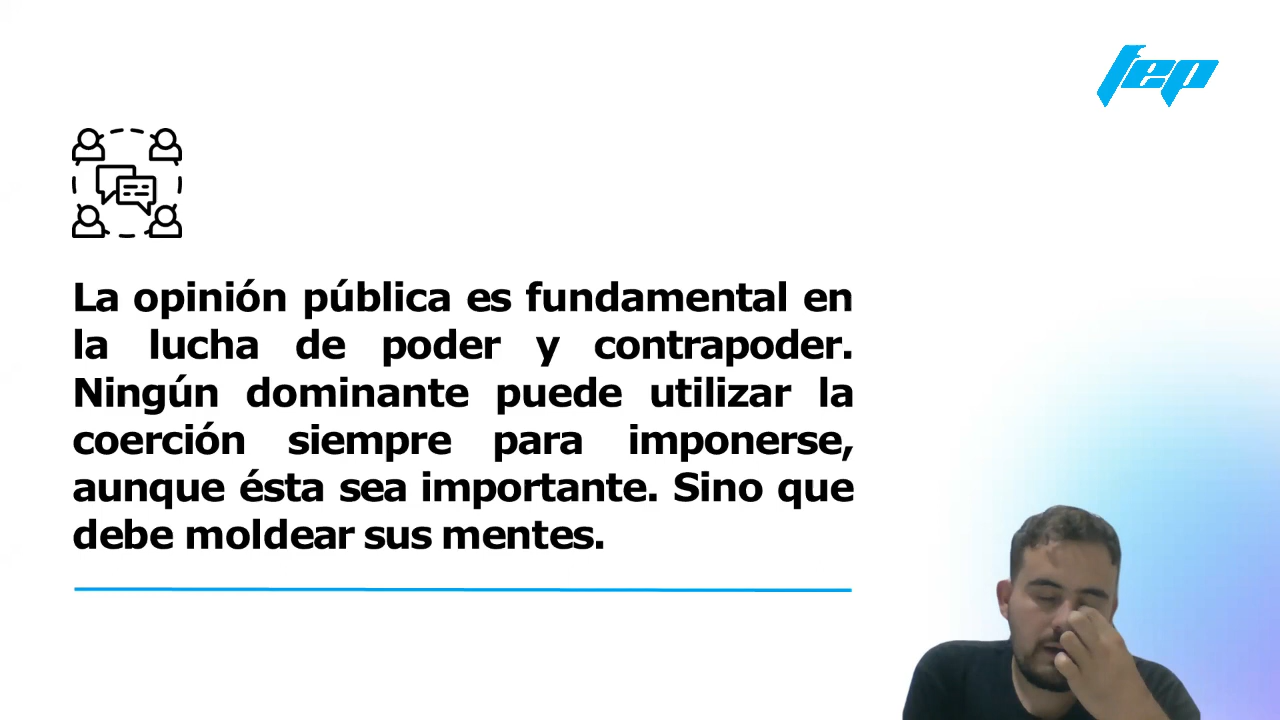 fep
La opinión pública es fundamental en
la lucha de poder y contrapoder.
Ningún dominante puede utilizar la
coerción siempre para imponerse,
aunque ésta sea importante. Sino que
debe moldear sus mentes.